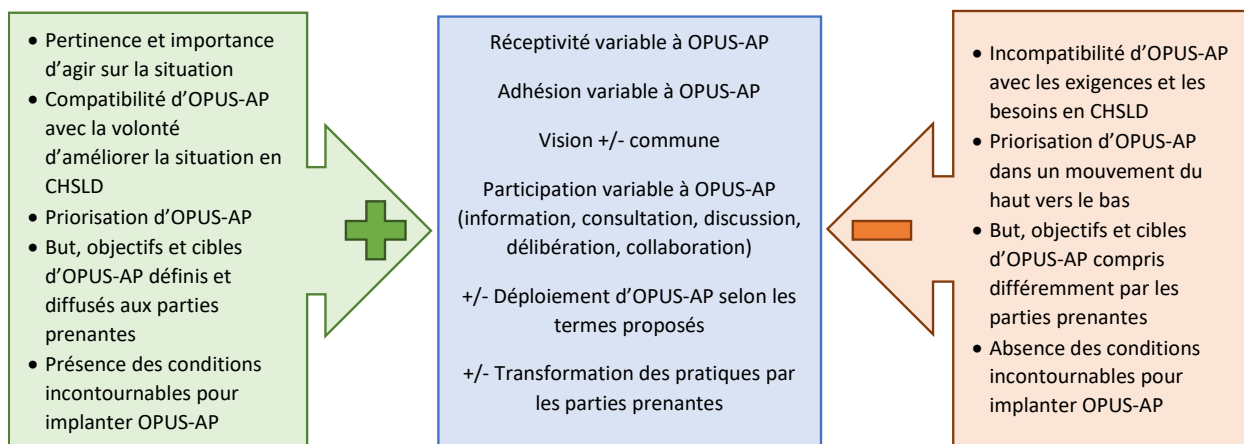 • Pertinence et importance
d'agir sur la situation
• Compatibilité d'OPUS-AP
avec la volonté
d'améliorer la situation en
CHSLD
• Priorisation d'OPUS-AP
• But, objectifs et cibles
d'OPUS-AP définis et
diffusés aux parties
prenantes
• Présence des conditions
incontournables pour
implanter OPUS-AP
Réceptivité variable à OPUS-AP
Adhésion variable à OPUS-AP
Vision +/- commune
Participation variable à OPUS-AP
(information, consultation, discussion,
délibération, collaboration)
+/- Déploiement d'OPUS-AP selon les
termes proposés
+/- Transformation des pratiques par
les parties prenantes
• Incompatibilité d'OPUS-AP
avec les exigences et les
besoins en CHSLD
• Priorisation d'OPUS-AP
dans un mouvement du
haut vers le bas
• But, objectifs et cibles
d'OPUS-AP compris
différemment par les
parties prenantes
• Absence des conditions
incontournables pour
implanter OPUS-AP